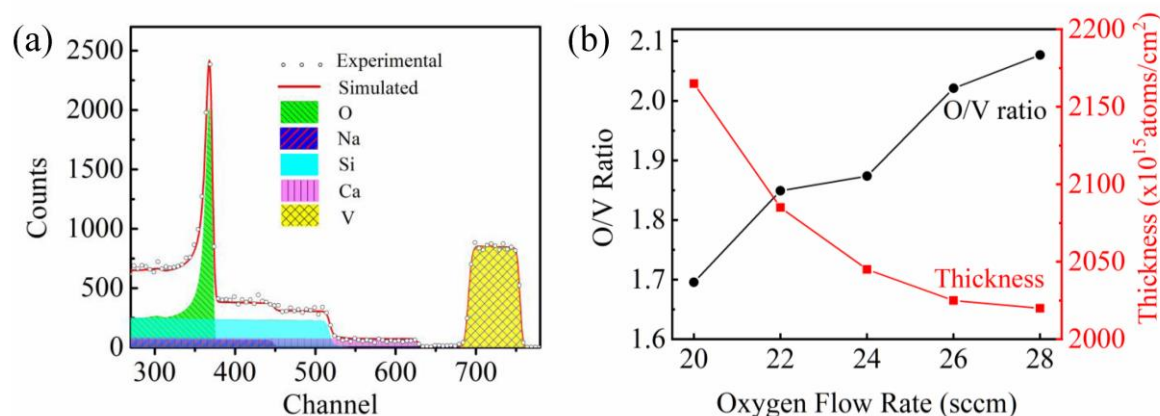 (a)
2500
2000
1500
1000
500
0
Counts
300 400 500 600 700
Channel
Experimental
Simulated
O
Na
Si
Ca
V
(b)
2.1
2.0
1.9
1.8
1.7
1.6
O/V Ratio
20 22 24 26 28
Oxygen Flow Rate (sccm)
O/V ratio
Thickness
2200
2150
2100
2050
2000
Thickness (x10¹⁵atoms/cm²)